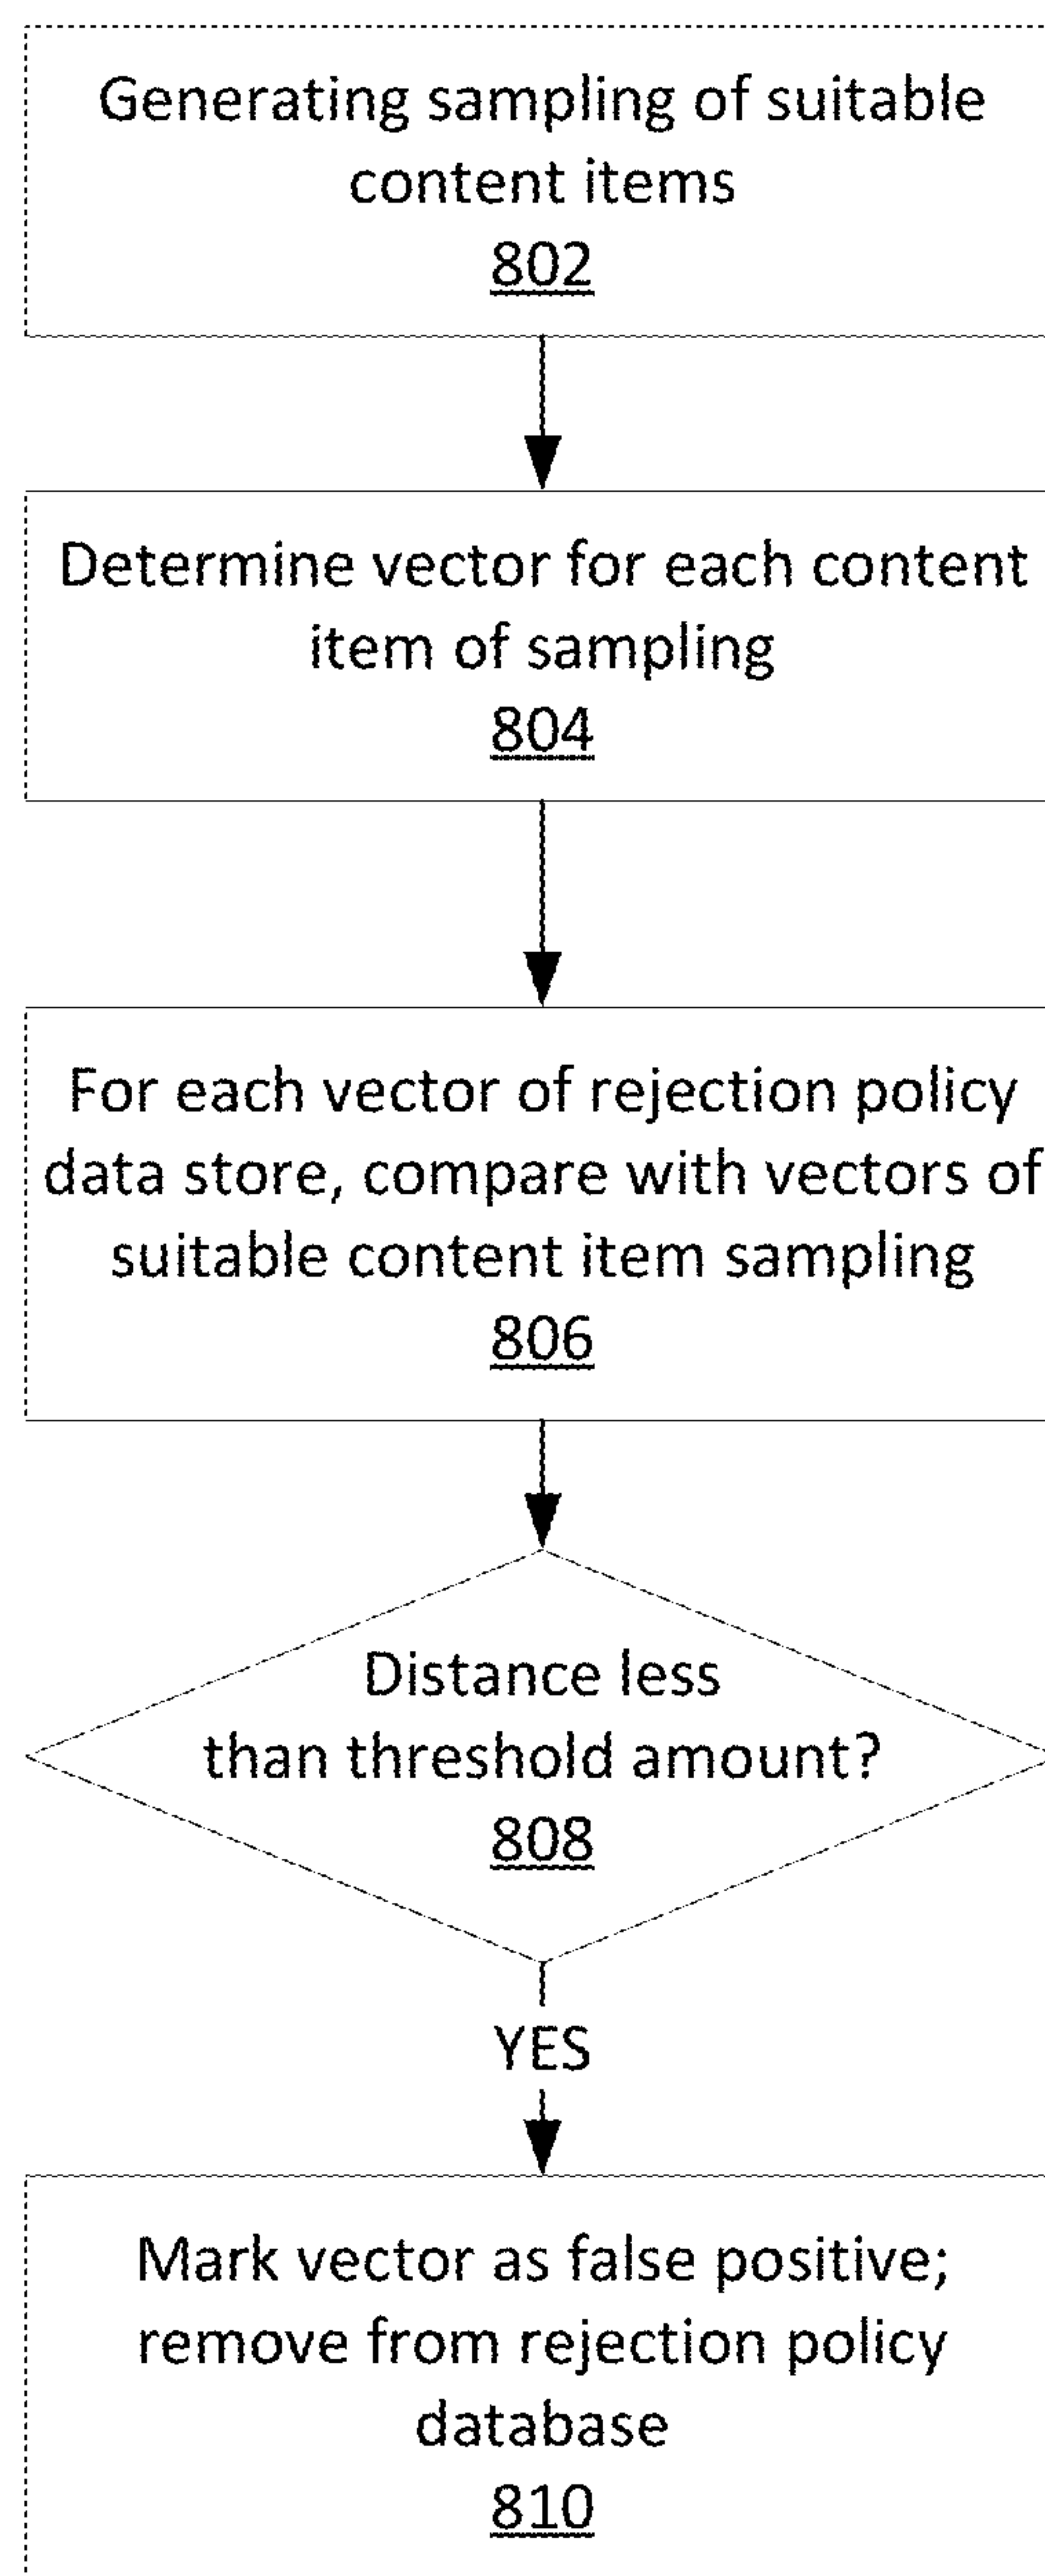 Generating sampling of suitable
content items
802
Determine vector for each content
item of sampling
804
For each vector of rejection policy
data store, compare with vectors of
suitable content item sampling
806
Distance less
than threshold amount?
808
YES
Mark vector as false positive;
remove from rejection policy
database
810